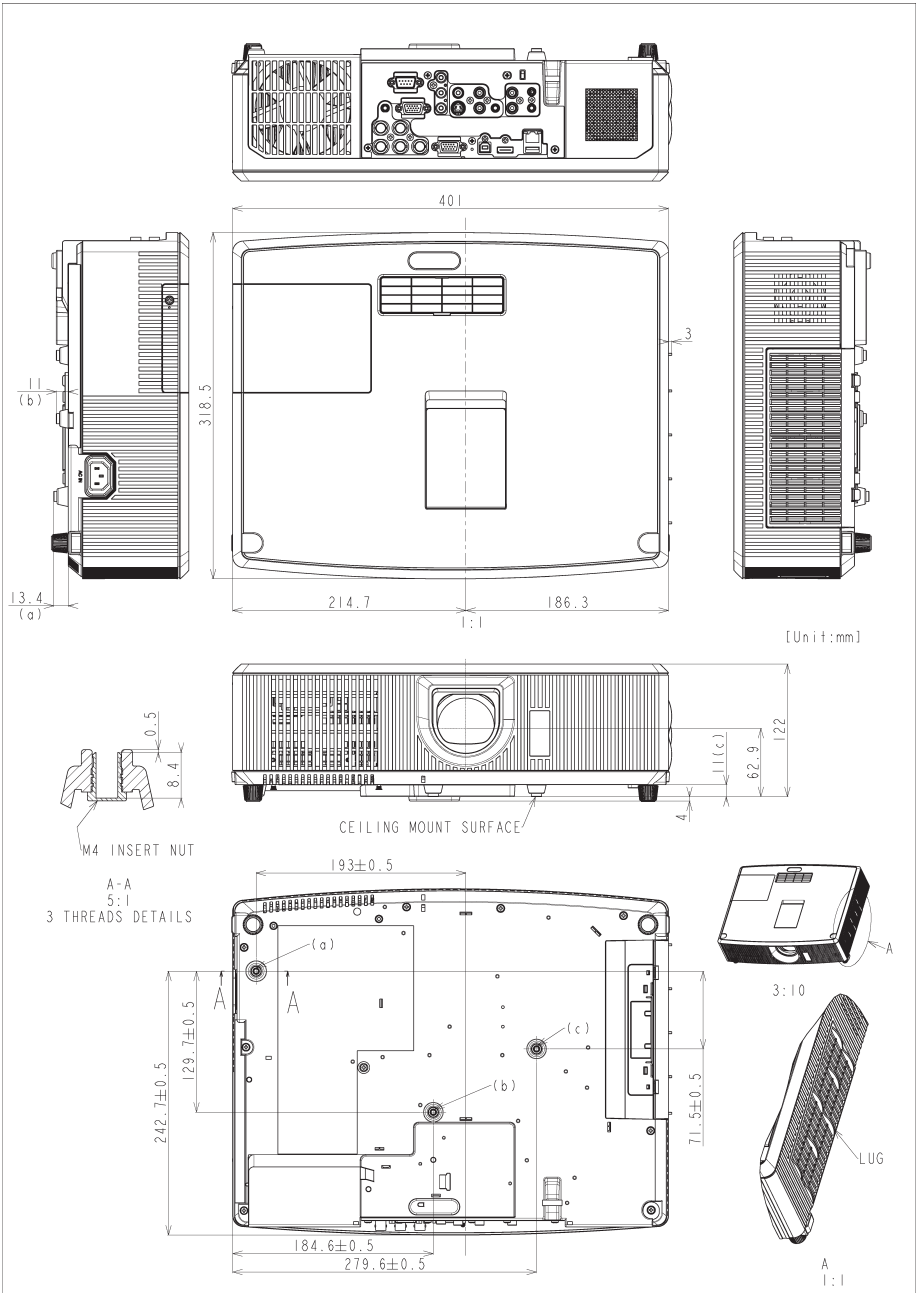 401
3
11
(b)
318.5
AC IN
13.4
(a)
214.7
186.3
1:1
[Unit:mm]
0.5
8.4
122
11(c)
62.9
4
CEILING MOUNT SURFACE
M4 INSERT NUT
A-A
5:1
3 THREADS DETAILS
193±0.5
(a)
A
A
A
3:10
(c)
129.7±0.5
242.7±0.5
(b)
71.5±0.5
LUG
184.6±0.5
279.6±0.5
A
1:1